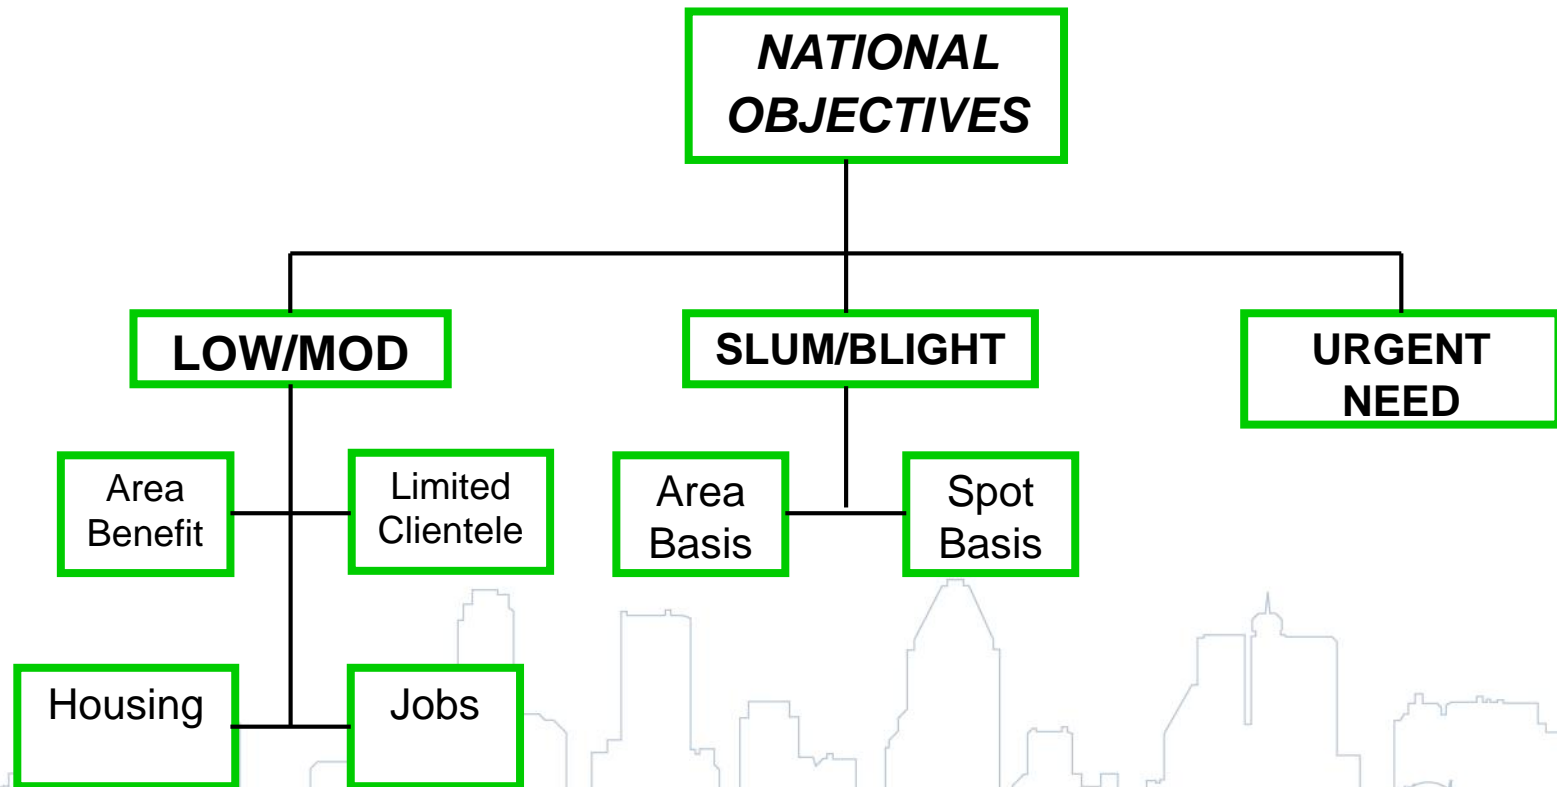 NATIONAL
OBJECTIVES
LOW/MOD
SLUM/BLIGHT
URGENT
NEED
Area
Benefit
Limited
Clientele
Area
Basis
Spot
Basis
Housing
Jobs